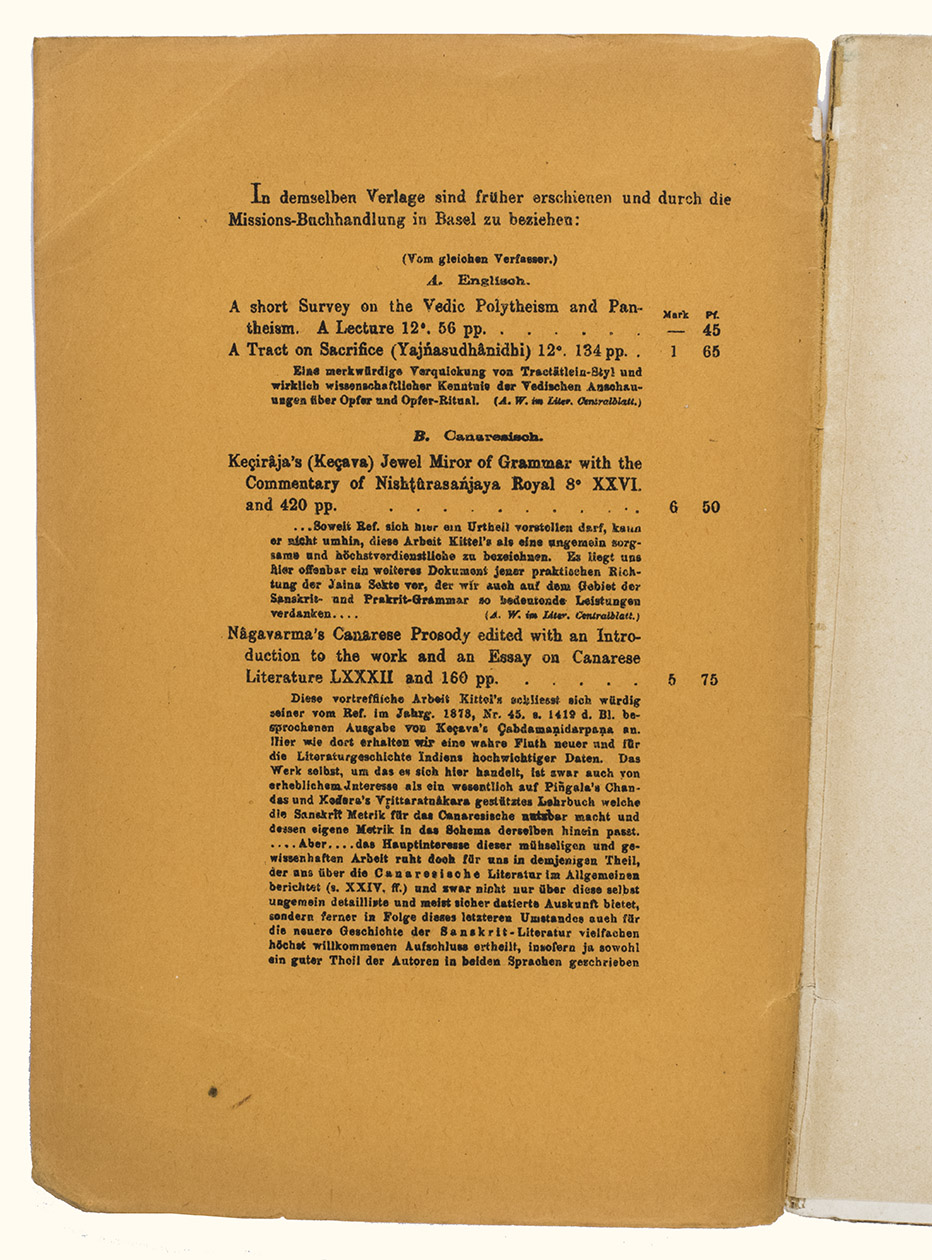 In demselben Verlage sind früher erschienen und durch die
Missions-Buchhandlung in Basel zu beziehen:
(Vom gleichen Verfasser.)
A. Englisch.
A short Survey on the Vedic Polytheism and Pan-
Mark Pf.
theism. A Lecture 12°. 56 pp. . . . . . . . — 45
A Tract on Sacrifice (Yajńasudhânidhi) 12°. 134 pp. . 1 65
Eine merkwürdige Verquickung von Tractätlein-Styl und
wirklich wissenschaftlicher Kenntnis der Vedischen Anschau-
ungen über Opfer und Opfer-Ritual. (A. W. im Liter. Centralblatt.)
B. Canaresisch.
Keçirâja's (Keçava) Jewel Miror of Grammar with the
Commentary of Nishṭûrasańjaya Royal 8° XXVI.
and 420 pp. . . . . . . . . . 6 50
...Soweit Ref. sich hier ein Urtheil vorstellen darf, kann
er nicht umhin, diese Arbeit Kittel's als eine ungemein sorg-
same und höchstverdienstliche zu bezeichnen. Es liegt uns
hier offenbar ein weiteres Dokument jener praktischen Rich-
tung der Jaina Sekte vor, der wir auch auf dem Gebiet der
Sanskrit- und Prakrit-Grammar so bedeutende Leistungen
verdanken.... (A. W. im Liter. Centralblatt.)
Nâgavarma's Canarese Prosody edited with an Intro-
duction to the work and an Essay on Canarese
Literature LXXXII and 160 pp. . . . . . . 5 75
Diese vortreffliche Arbeit Kittel's schliesst sich würdig
seiner vom Ref. im Jahrg. 1873, Nr. 45. s. 1419 d. Bl. be-
sprochenen Ausgabe von Keçava's Çabdamaṇidarpaṇa an.
Hier wie dort erhalten wir eine wahre Fluth neuer und für
die Literaturgeschichte Indiens hochwichtiger Daten. Das
Werk selbst, um das es sich hier handelt, ist zwar auch von
erheblichem Interesse als ein wesentlich auf Piñgala's Chan-
das und Kedara's Vṛittaratnâkara gestütztes Lehrbuch welche
die Sanskrit Metrik für das Canaresische nutzbar macht und
dessen eigene Metrik in das Schema derselben hinein passt.
....Aber....das Hauptinteresse dieser mühseligen und ge-
wissenhaften Arbeit ruht doch für uns in demjenigen Theil,
der uns über die Canaresische Literatur im Allgemeinen
berichtet (s. XXIV. ff.) und zwar nicht nur über diese selbst
ungemein detaillirte und meist sicher datierte Auskunft bietet,
sondern ferner in Folge dieses letzteren Umstandes auch für
die neuere Geschichte der Sanskrit-Literatur vielfachen
höchst willkommenen Aufschluss ertheilt, insofern ja sowohl
ein guter Theil der Autoren in beiden Sprachen geschrieben